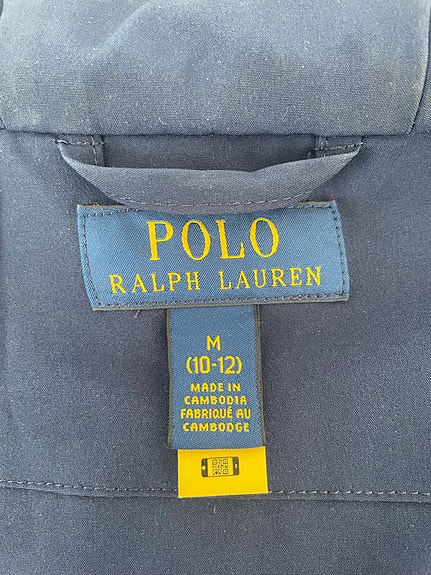 POLO
RALPH LAUREN
M
(10-12)
MADE IN
CAMBODIA
FABRIQUÉ AU
CAMBODGE